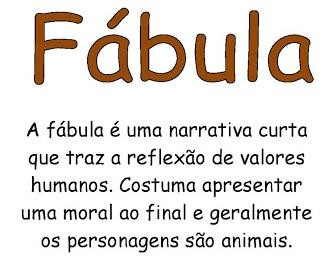 Fábula
A fábula é uma narrativa curta
que traz a reflexão de valores
humanos. Costuma apresentar
uma moral ao final e geralmente
os personagens são animais.